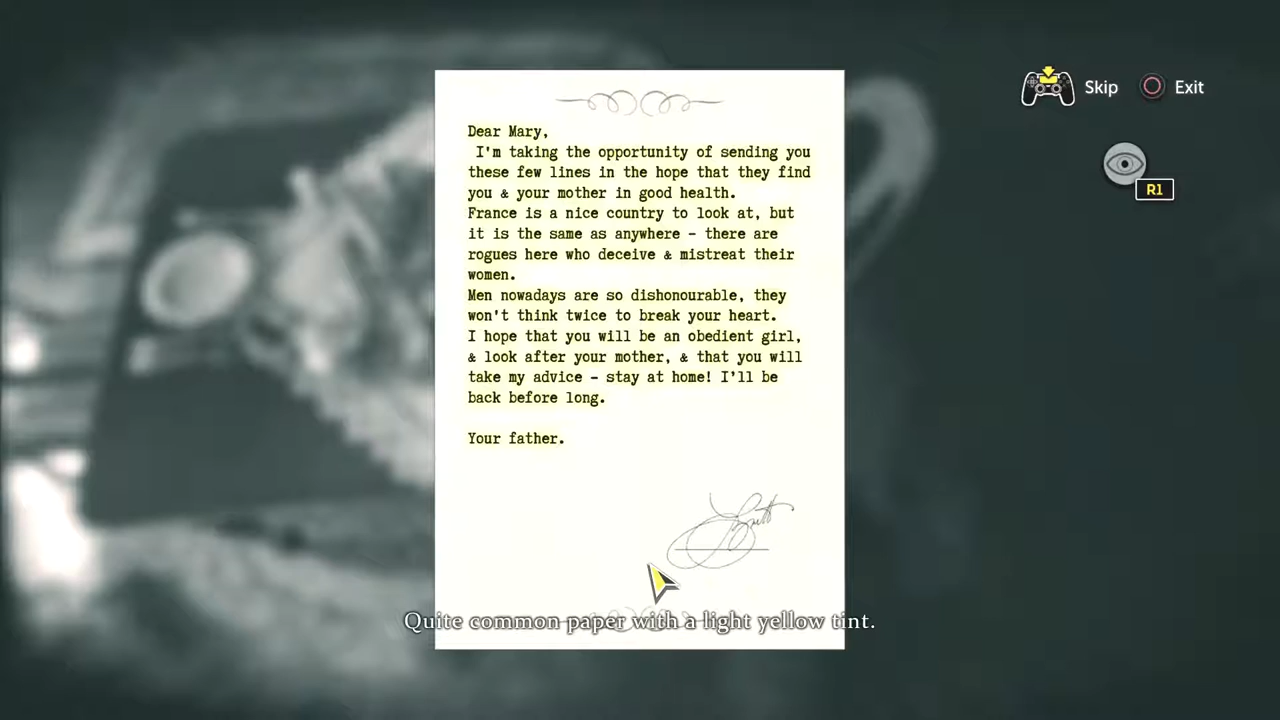 Skip
Exit
R1
Dear Mary,
I'm taking the opportunity of sending you
these few lines in the hope that they find
you & your mother in good health.
France is a nice country to look at, but
it is the same as anywhere – there are
rogues here who deceive & mistreat their
women.
Men nowadays are so dishonourable, they
won't think twice to break your heart.
I hope that you will be an obedient girl,
& look after your mother, & that you will
take my advice – stay at home! I'll be
back before long.
Your father.
Quite common paper with a light yellow tint.